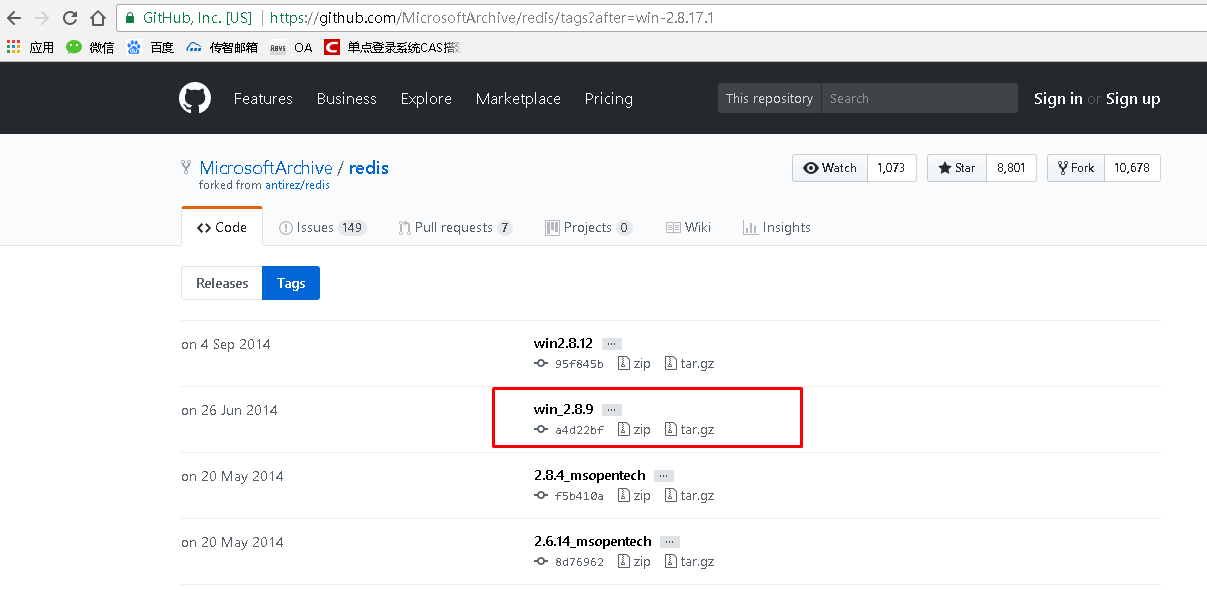 GitHub, Inc. [US] | https://github.com/MicrosoftArchive/redis/tags?after=win-2.8.17.1
应用 微信 百度 传智邮箱 OA 单点登录系统CAS搭
Features Business Explore Marketplace Pricing This repository Search Sign in or Sign up
MicrosoftArchive / redis Watch 1,073 Star 8,801 Fork 10,678
forked from antirez/redis
Code Issues 149 Pull requests 7 Projects 0 Wiki Insights
Releases Tags
on 4 Sep 2014 win2.8.12 ...
95f845b zip tar.gz
on 26 Jun 2014 win_2.8.9 ...
a4d22bf zip tar.gz
on 20 May 2014 2.8.4_msopentech ...
f5b410a zip tar.gz
on 20 May 2014 2.6.14_msopentech ...
8d76962 zip tar.gz